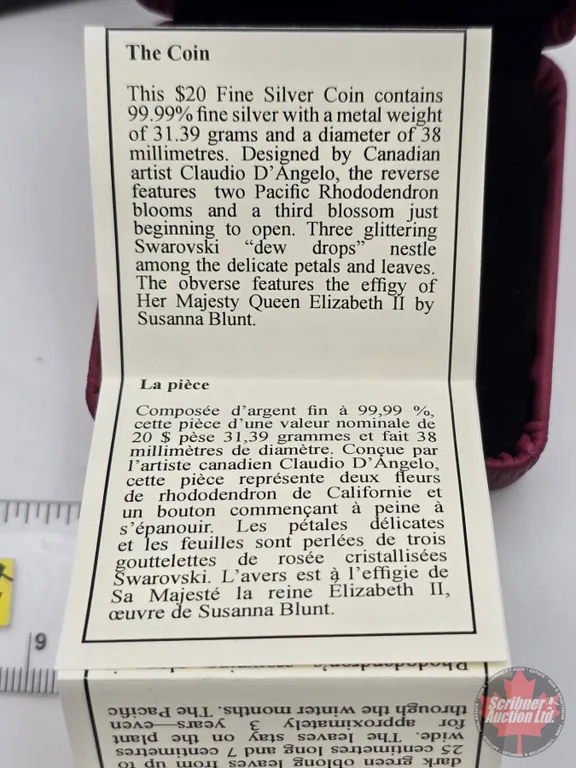 The Coin
This $20 Fine Silver Coin contains
99.99% fine silver with a metal weight
of 31.39 grams and a diameter of 38
millimetres. Designed by Canadian
artist Claudio D'Angelo, the reverse
features two Pacific Rhododendron
blooms and a third blossom just
beginning to open. Three glittering
Swarovski "dew drops" nestle
among the delicate petals and leaves.
The obverse features the effigy of
Her Majesty Queen Elizabeth II by
Susanna Blunt.
La pièce
Composée d'argent fin à 99,99 %,
cette pièce d'une valeur nominale de
20 $ pèse 31,39 grammes et fait 38
millimètres de diamètre. Conçue par
l'artiste canadien Claudio D'Angelo,
cette pièce représente deux fleurs
de rhododendron de Californie et
un bouton commençant à peine à
s'épanouir. Les pétales délicates
et les feuilles sont perlées de trois
gouttelettes de rosée cristallisées
Swarovski. L'avers est à l'effigie de
Sa Majesté la reine Élizabeth II,
œuvre de Susanna Blunt.
dark green oblong leaves from up to
25 centimetres long and 7 centimetres
wide. The leaves stay on the plant
for approximately 3 years—even
through the winter months. The Pacific
Rhododendron's
9
Scribner
& Auction Ltd.